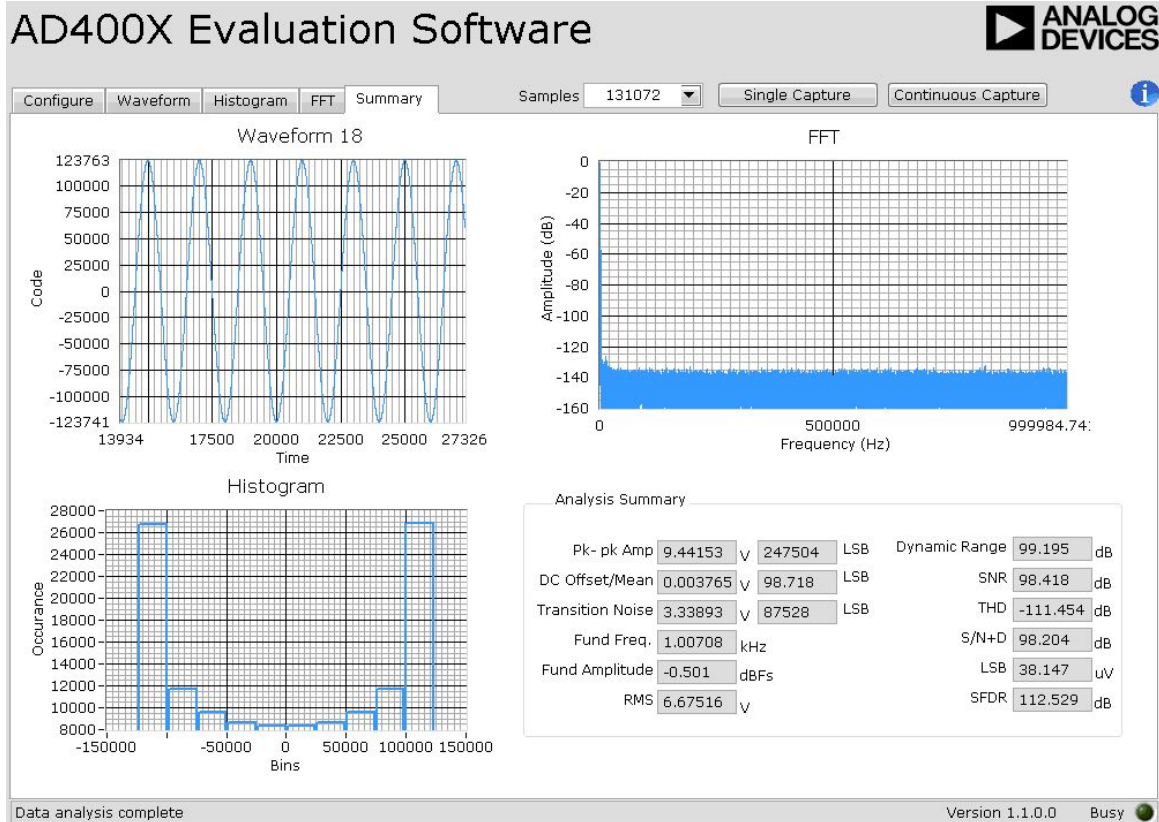 AD400X Evaluation Software
ANALOG
DEVICES
Configure Waveform Histogram FFT Summary Samples 131072 Single Capture Continuous Capture i
Waveform 18
123763
100000
75000
50000
25000
0
-25000
-50000
-75000
-100000
-123741
Code
13934 17500 20000 22500 25000 27326
Time
FFT
0
-20
-40
-60
-80
-100
-120
-140
-160
Amplitude (dB)
0 500000 999984.741
Frequency (Hz)
Histogram
28000
26000
24000
22000
20000
18000
16000
14000
12000
10000
8000
Occurance
-150000 -50000 0 50000 100000 150000
Bins
Analysis Summary
Pk- pk Amp 9.44153 V 247504 LSB
DC Offset/Mean 0.003765 V 98.718 LSB
Transition Noise 3.33893 V 87528 LSB
Fund Freq. 1.00708 kHz
Fund Amplitude -0.501 dBFs
RMS 6.67516 V
Dynamic Range 99.195 dB
SNR 98.418 dB
THD -111.454 dB
S/N+D 98.204 dB
LSB 38.147 uV
SFDR 112.529 dB
Data analysis complete Version 1.1.0.0 Busy